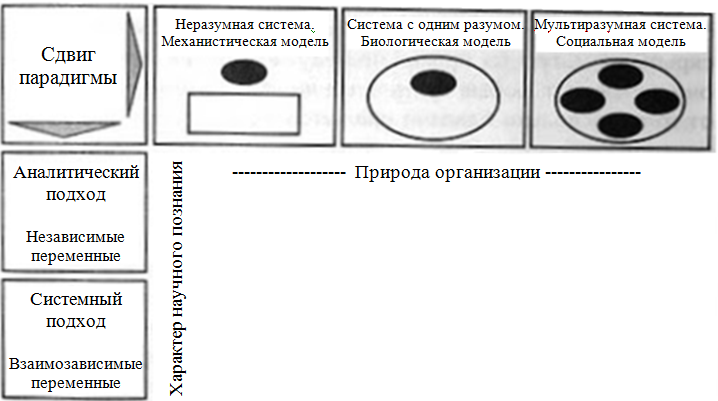 Сдвиг
парадигмы
Неразумная система.
Механистическая модель
Система с одним разумом.
Биологическая модель
Мультиразумная система.
Социальная модель
Аналитический
подход
Независимые
переменные
Системный
подход
Взаимозависимые
переменные
Характер научного познания
------------------- Природа организации ----------------